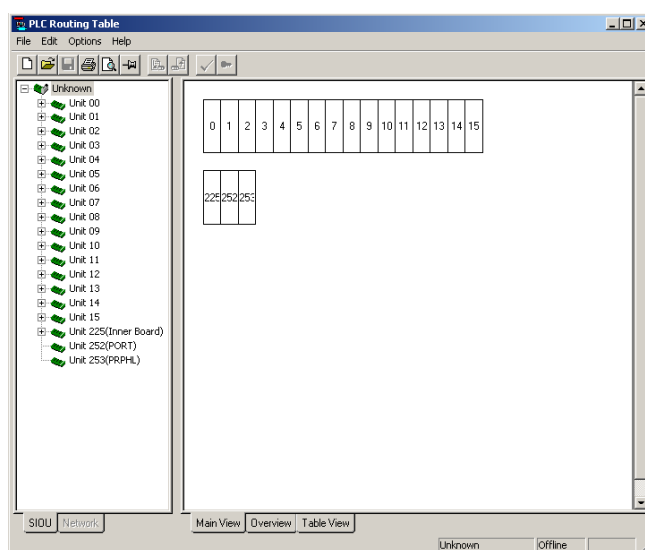 PLC Routing Table
File Edit Options Help
Unknown
Unit 00
Unit 01
Unit 02
Unit 03
Unit 04
Unit 05
Unit 06
Unit 07
Unit 08
Unit 09
Unit 10
Unit 11
Unit 12
Unit 13
Unit 14
Unit 15
Unit 225(Inner Board)
Unit 252(PORT)
Unit 253(PRPHL)
0 1 2 3 4 5 6 7 8 9 10 11 12 13 14 15
225 252 253
SIOU Network
Main View Overview Table View
Unknown Offline